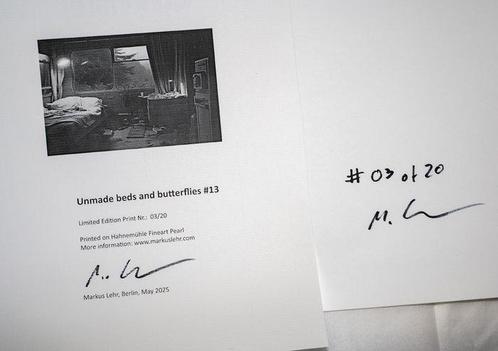 Unmade beds and butterflies #13
Limited Edition Print Nr.: 03/20
Printed on Hahnemühle Fineart Pearl
More information: www.markuslehr.com
Markus Lehr, Berlin, May 2025
# 03 of 20